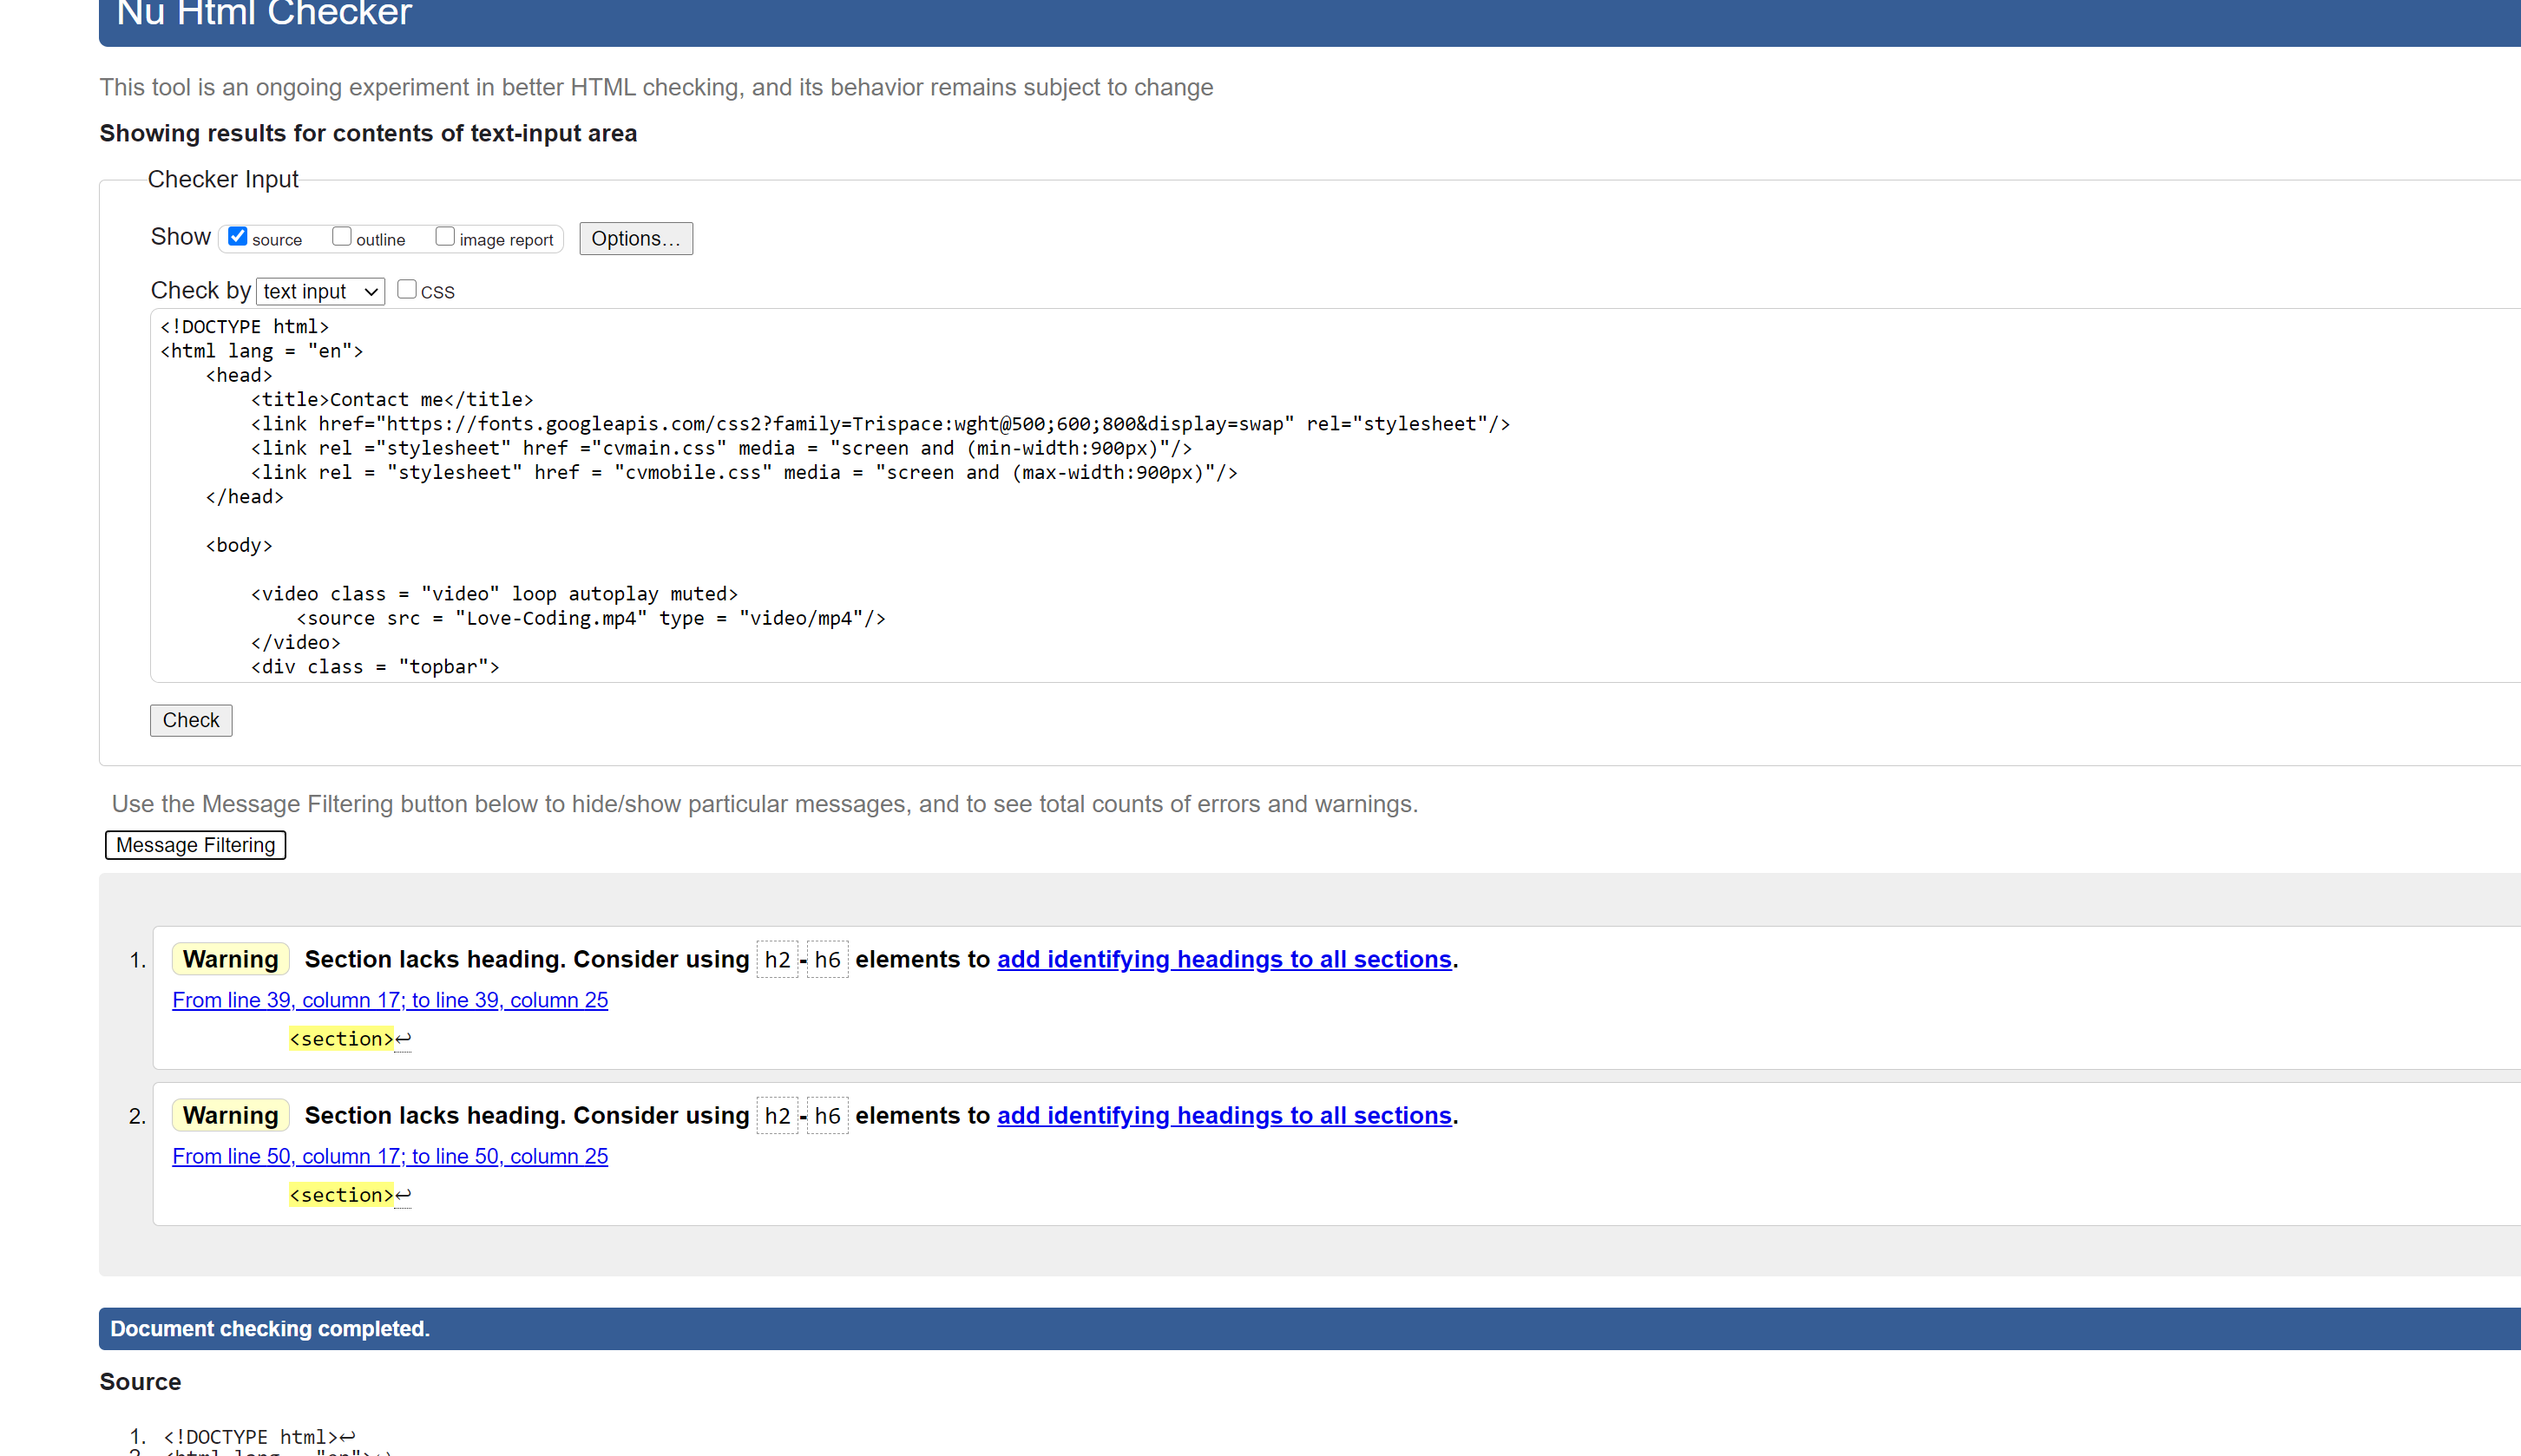 Nu Html Checker
This tool is an ongoing experiment in better HTML checking, and its behavior remains subject to change
Showing results for contents of text-input area
Checker Input
Show source outline image report Options...
Check by text input CSS
<!DOCTYPE html>
<html lang = "en">
<head>
<title>Contact me</title>
<link href="https://fonts.googleapis.com/css2?family=Trispace:wght@500;600;800&display=swap" rel="stylesheet"/>
<link rel ="stylesheet" href ="cvmain.css" media = "screen and (min-width:900px)"/>
<link rel = "stylesheet" href = "cvmobile.css" media = "screen and (max-width:900px)"/>
</head>
<body>
<video class = "video" loop autoplay muted>
<source src = "Love-Coding.mp4" type = "video/mp4"/>
</video>
<div class = "topbar">
Check
Use the Message Filtering button below to hide/show particular messages, and to see total counts of errors and warnings.
Message Filtering
1. Warning Section lacks heading. Consider using h2-h6 elements to add identifying headings to all sections.
From line 39, column 17; to line 39, column 25
<section>↩
2. Warning Section lacks heading. Consider using h2-h6 elements to add identifying headings to all sections.
From line 50, column 17; to line 50, column 25
<section>↩
Document checking completed.
Source
1. <!DOCTYPE html>↩
2. <html lang = "en">↩